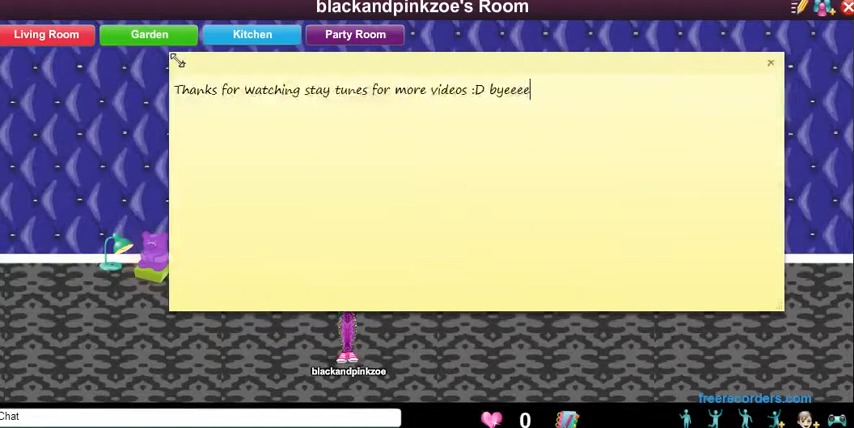 blackandpinkzoe's Room
Living Room
Garden
Kitchen
Party Room
Thanks for Watching stay tunes for more videos :D byeeee
blackandpinkzoe
freerecorders.com
Chat
0